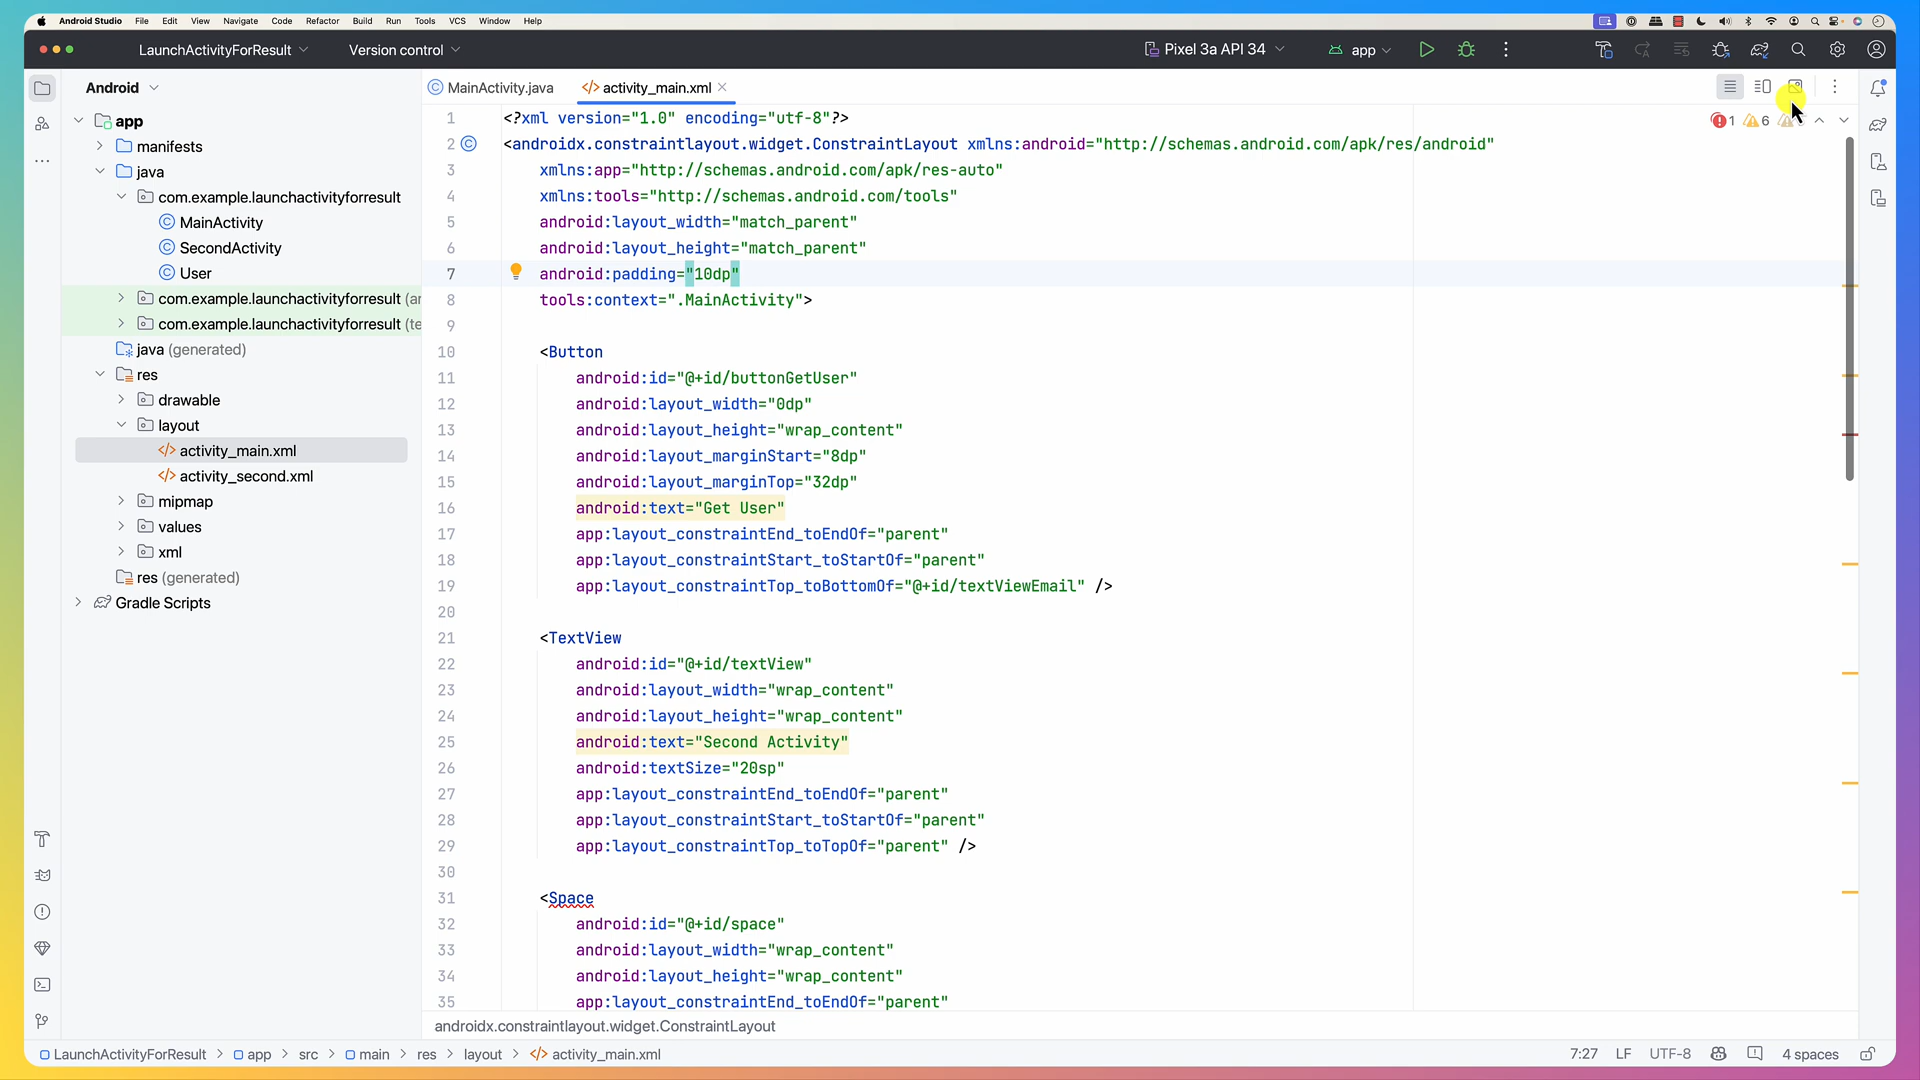 Android Studio File Edit View Navigate Code Refactor Build Run Tools VCS Window Help
LaunchActivityForResult Version control Pixel 3a API 34 app
Android
MainActivity.java activity_main.xml
app
manifests
java
com.example.launchactivityforresult
MainActivity
SecondActivity
User
com.example.launchactivityforresult (ar
com.example.launchactivityforresult (te
java (generated)
res
drawable
layout
activity_main.xml
activity_second.xml
mipmap
values
xml
res (generated)
Gradle Scripts
1 6
1 <?xml version="1.0" encoding="utf-8"?>
2 <androidx.constraintlayout.widget.ConstraintLayout xmlns:android="http://schemas.android.com/apk/res/android"
3 xmlns:app="http://schemas.android.com/apk/res-auto"
4 xmlns:tools="http://schemas.android.com/tools"
5 android:layout_width="match_parent"
6 android:layout_height="match_parent"
7 android:padding="10dp"
8 tools:context=".MainActivity">
9
10 <Button
11 android:id="@+id/buttonGetUser"
12 android:layout_width="0dp"
13 android:layout_height="wrap_content"
14 android:layout_marginStart="8dp"
15 android:layout_marginTop="32dp"
16 android:text="Get User"
17 app:layout_constraintEnd_toEndOf="parent"
18 app:layout_constraintStart_toStartOf="parent"
19 app:layout_constraintTop_toBottomOf="@+id/textViewEmail" />
20
21 <TextView
22 android:id="@+id/textView"
23 android:layout_width="wrap_content"
24 android:layout_height="wrap_content"
25 android:text="Second Activity"
26 android:textSize="20sp"
27 app:layout_constraintEnd_toEndOf="parent"
28 app:layout_constraintStart_toStartOf="parent"
29 app:layout_constraintTop_toTopOf="parent" />
30
31 <Space
32 android:id="@+id/space"
33 android:layout_width="wrap_content"
34 android:layout_height="wrap_content"
35 app:layout_constraintEnd_toEndOf="parent"
androidx.constraintlayout.widget.ConstraintLayout
LaunchActivityForResult > app > src > main > res > layout > activity_main.xml
7:27 LF UTF-8 4 spaces